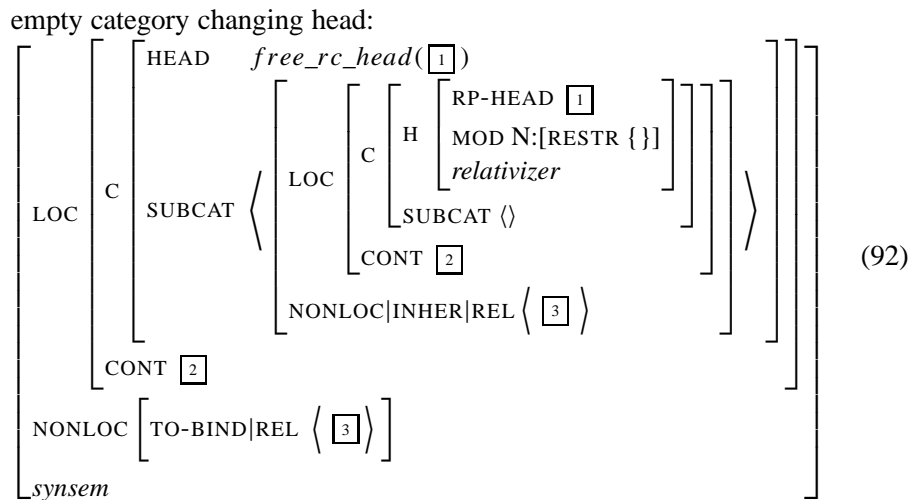 empty category changing head:
HEAD free_rc_head( 1 )
RP-HEAD 1
H MOD N:[RESTR { }]
C relativizer
LOC
C SUBCAT ⟨⟩
LOC SUBCAT ⟨ ⟩ (92)
CONT 2
NONLOC|INHER|REL ⟨ 3 ⟩
CONT 2
NONLOC [TO-BIND|REL ⟨ 3 ⟩]
synsem